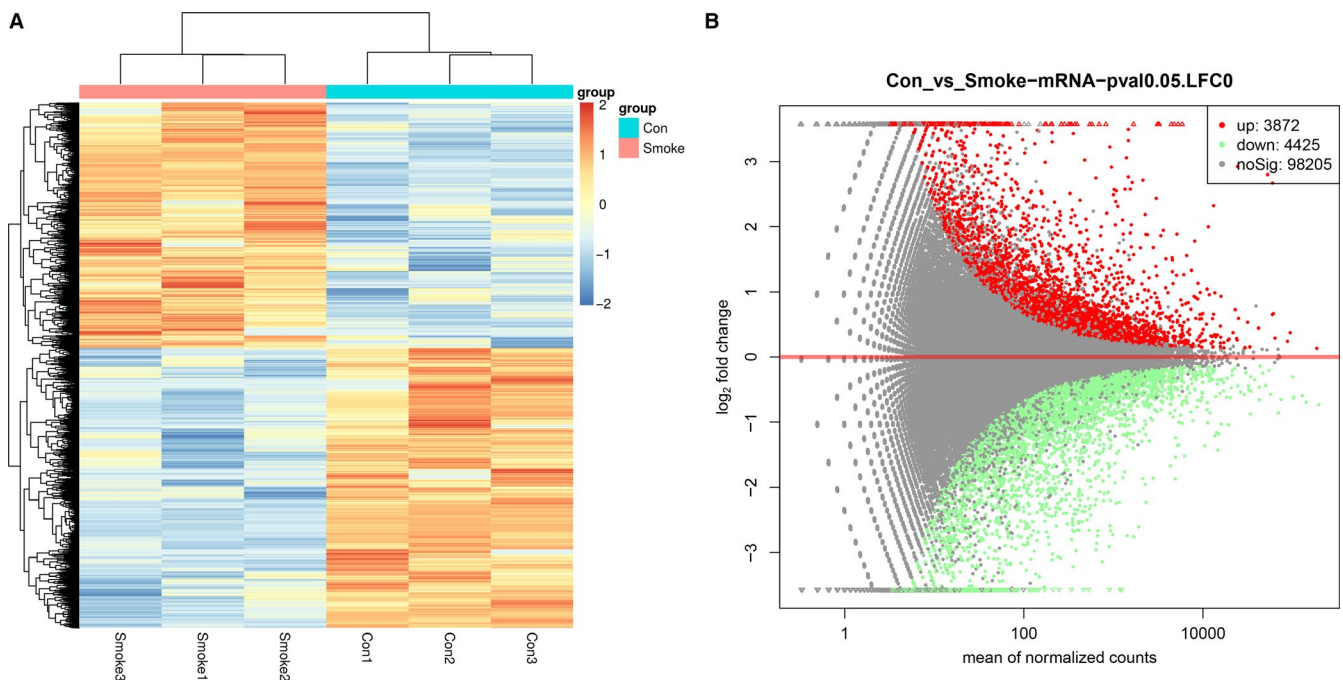 A
group
2
1
0
−1
−2
group
Con
Smoke
Smoke3
Smoke1
Smoke2
Con1
Con2
Con3
B
Con_vs_Smoke−mRNA−pval0.05.LFC0
up: 3872
down: 4425
noSig: 98205
log2 fold change
3
2
1
0
−1
−2
−3
1
100
10000
mean of normalized counts